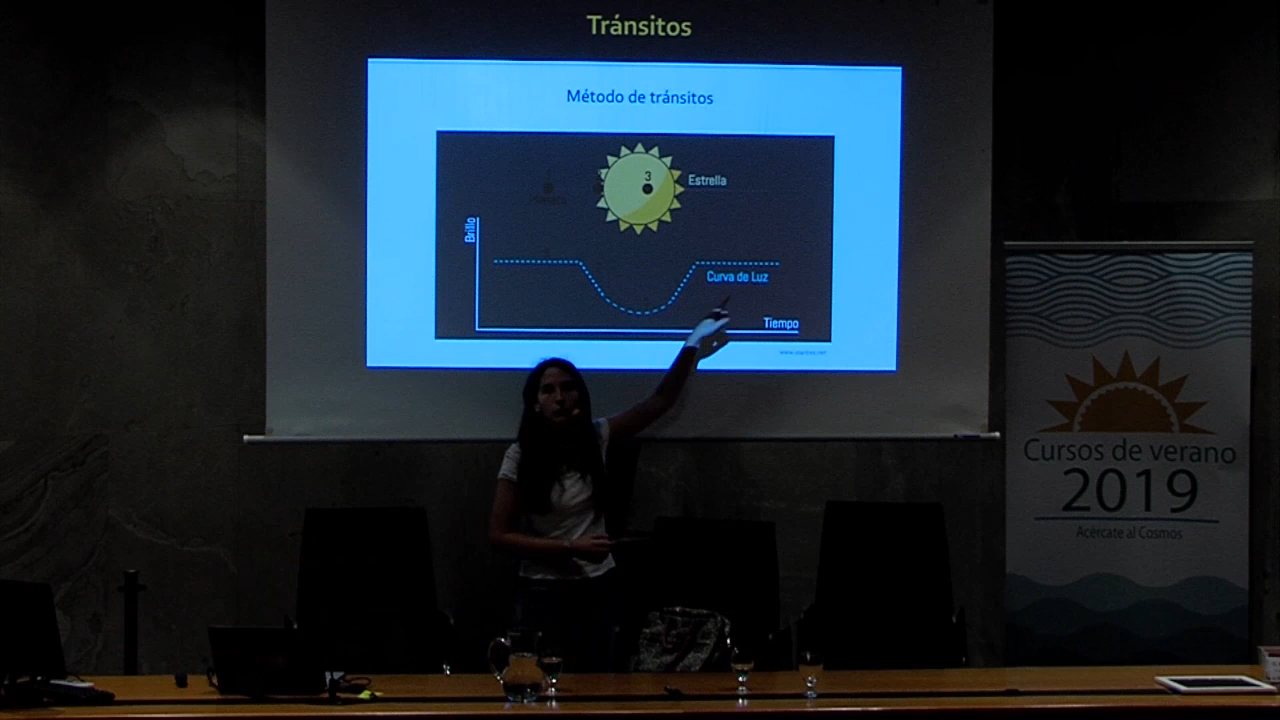 Tránsitos
Método de tránsitos
3
Estrella
Brillo
Curva de Luz
Tiempo
Cursos de verano
2019
Acércate al Cosmos